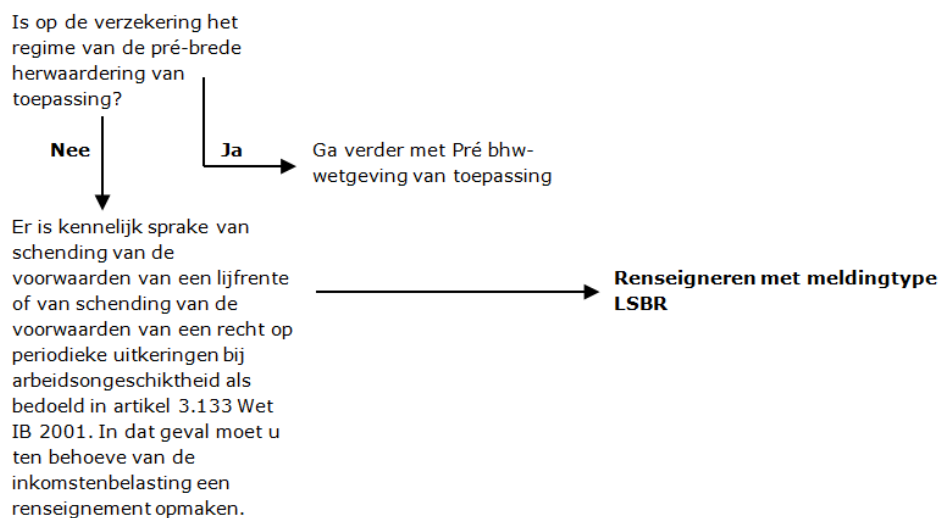 Is op de verzekering het
regime van de pré-brede
herwaardering van
toepassing?
Nee
Ja
Ga verder met Pré bhw-
wetgeving van toepassing
Er is kennelijk sprake van
schending van de
voorwaarden van een lijfrente
of van schending van de
voorwaarden van een recht op
periodieke uitkeringen bij
arbeidsongeschiktheid als
bedoeld in artikel 3.133 Wet
IB 2001. In dat geval moet u
ten behoeve van de
inkomstenbelasting een
renseignement opmaken.
Renseigneren met meldingtype
LSBR